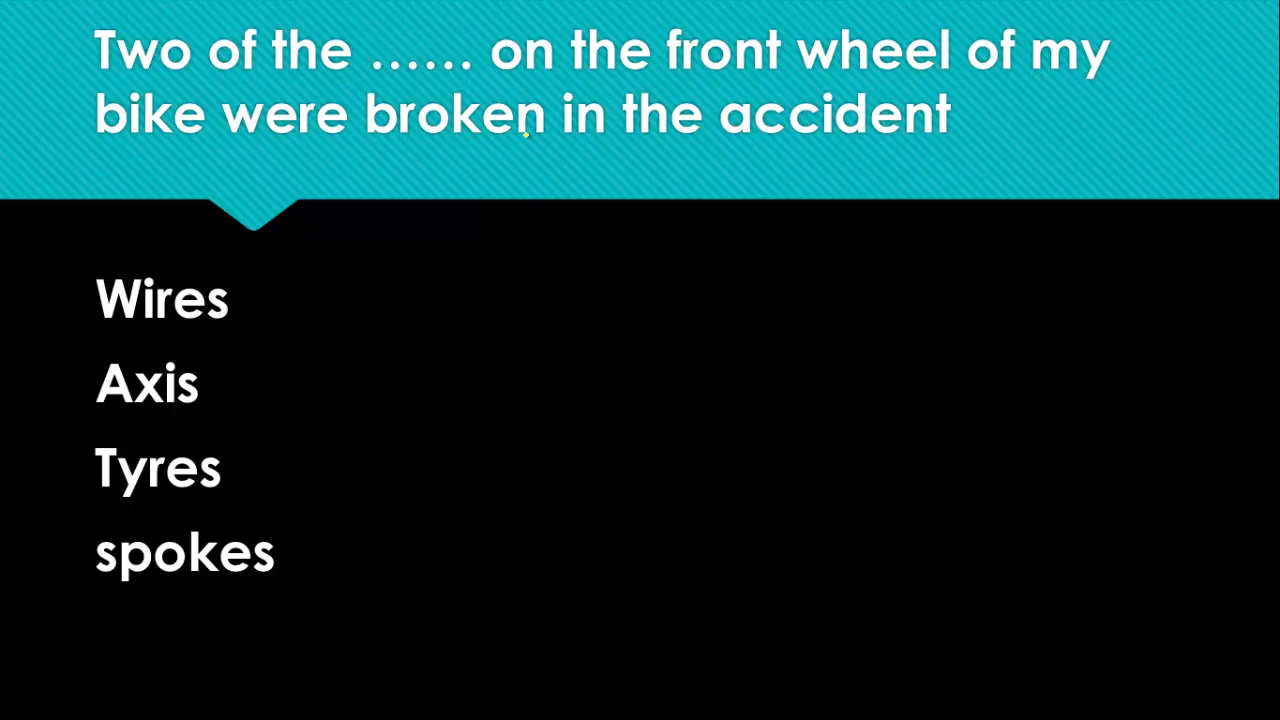 Two of the ...... on the front wheel of my
bike were broken in the accident
Wires
Axis
Tyres
spokes